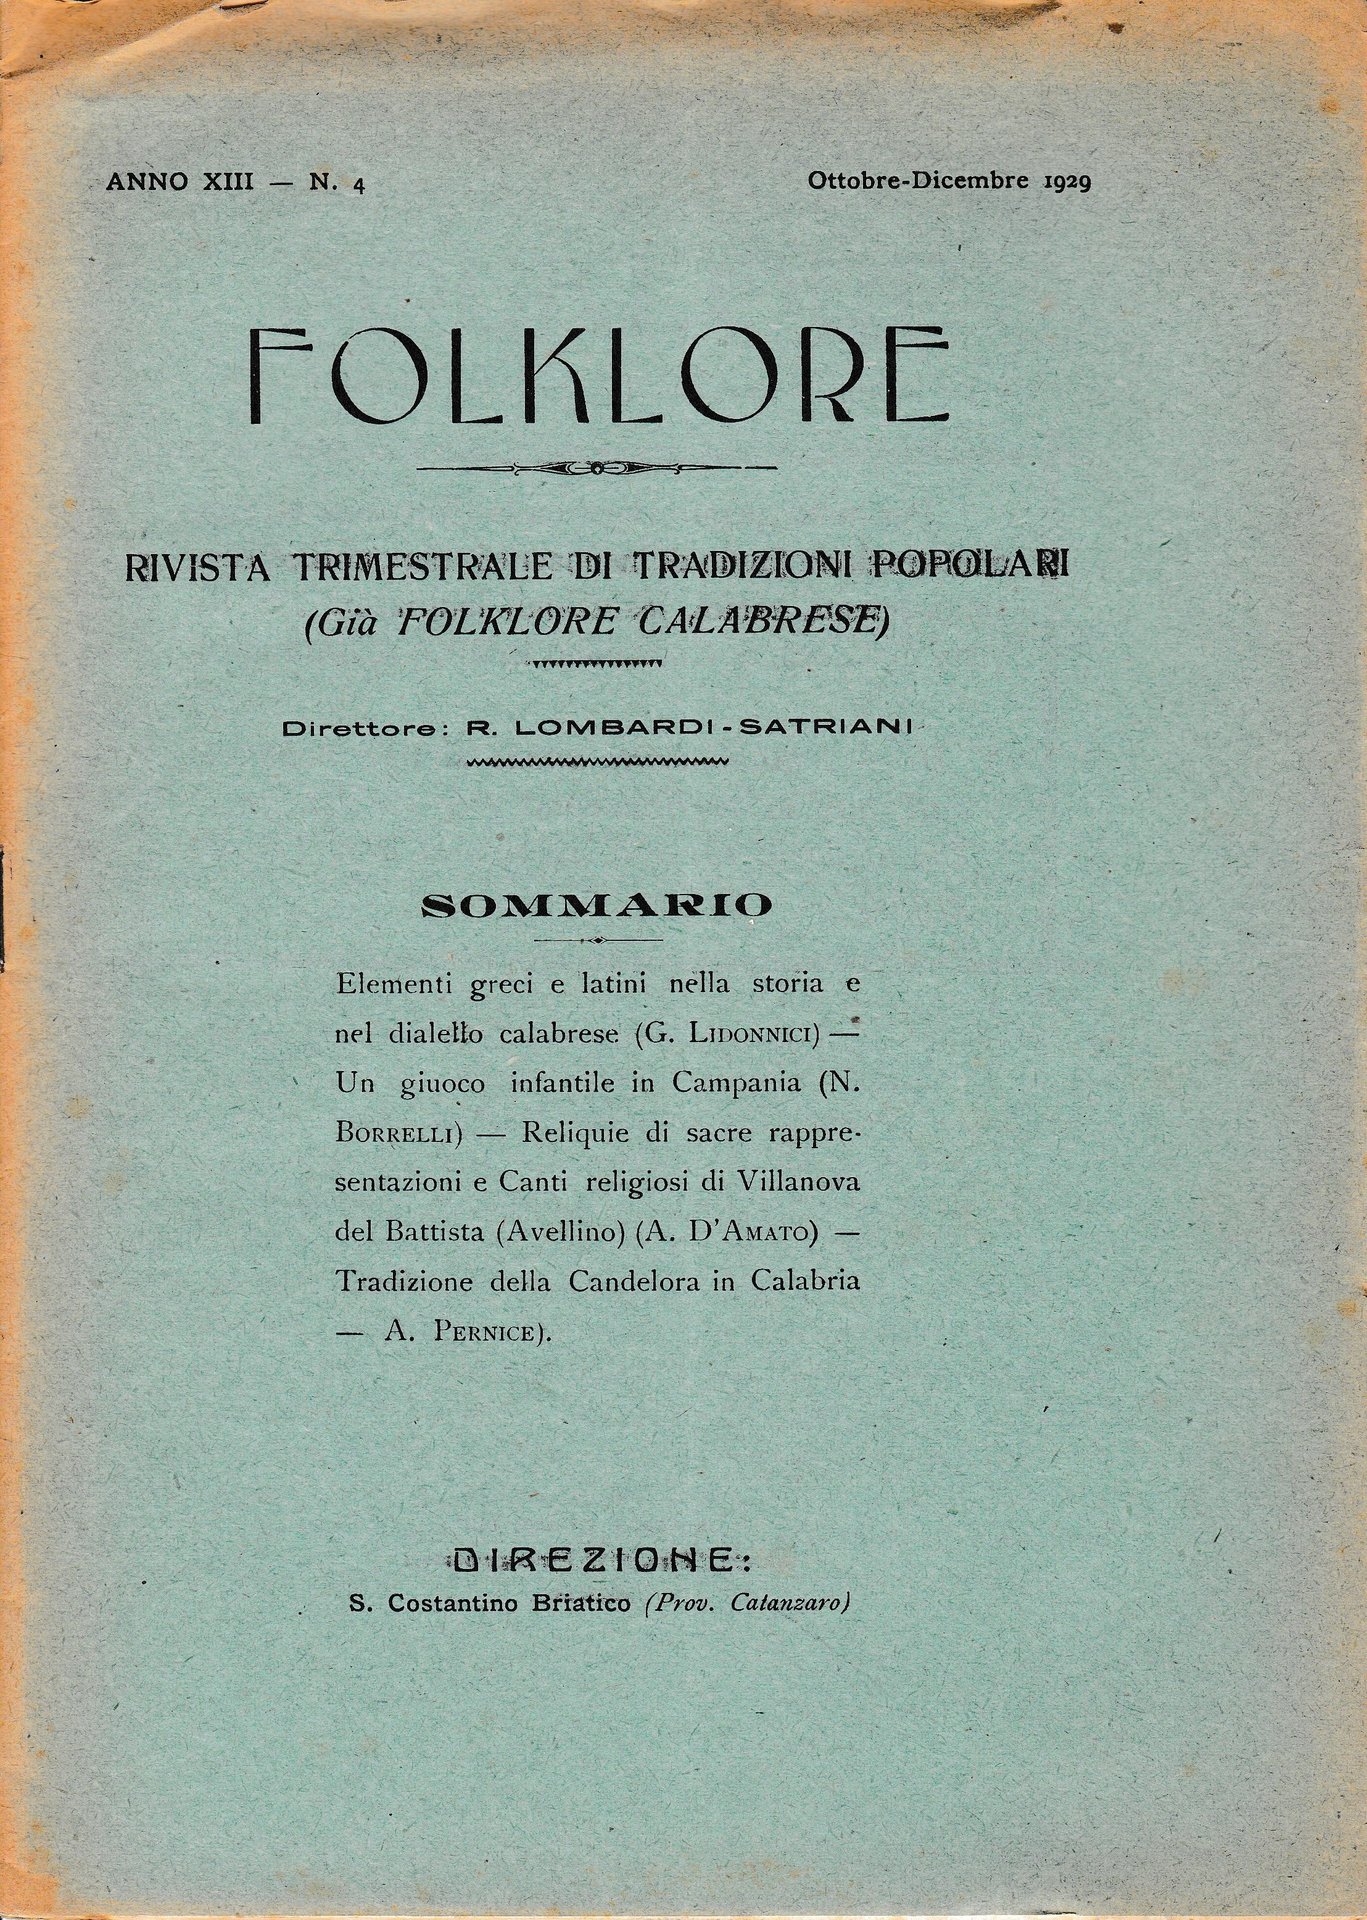 ANNO XIII — N. 4
Ottobre-Dicembre 1929
FOLKLORE
RIVISTA TRIMESTRALE DI TRADIZIONI POPOLARI
(Già FOLKLORE CALABRESE)
Direttore: R. LOMBARDI-SATRIANI
SOMMARIO
Elementi greci e latini nella storia e
nel dialetto calabrese (G. LIDONNICI) —
Un giuoco infantile in Campania (N.
BORRELLI) — Reliquie di sacre rappre-
sentazioni e Canti religiosi di Villanova
del Battista (Avellino) (A. D'AMATO) —
Tradizione della Candelora in Calabria
— A. PERNICE).
DIREZIONE:
S. Costantino Briatico (Prov. Catanzaro)